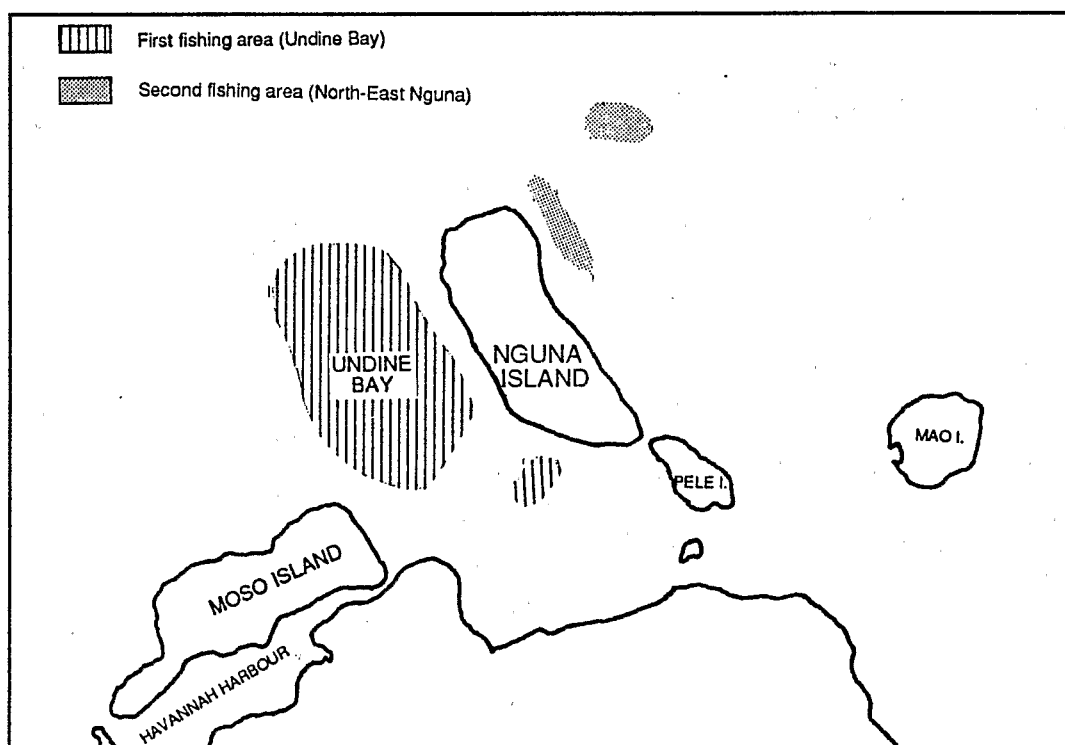 First fishing area (Undine Bay)
Second fishing area (North-East Nguna)
UNDINE
BAY
NGUNA
ISLAND
MAO I.
PELE I.
MOSO ISLAND
HAVANNAH HARBOUR